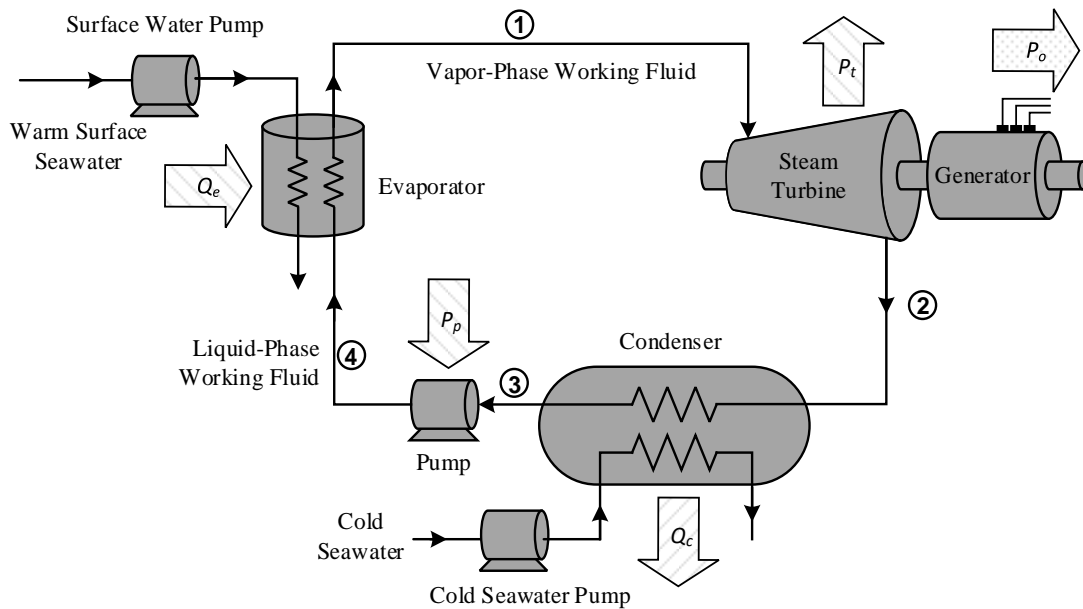 Surface Water Pump
1
Vapor-Phase Working Fluid
Warm Surface
Seawater
Qe
Evaporator
Pt
Po
Steam
Turbine
Generator
2
Pp
Liquid-Phase
Working Fluid
4
3
Condenser
Pump
Cold
Seawater
Qc
Cold Seawater Pump